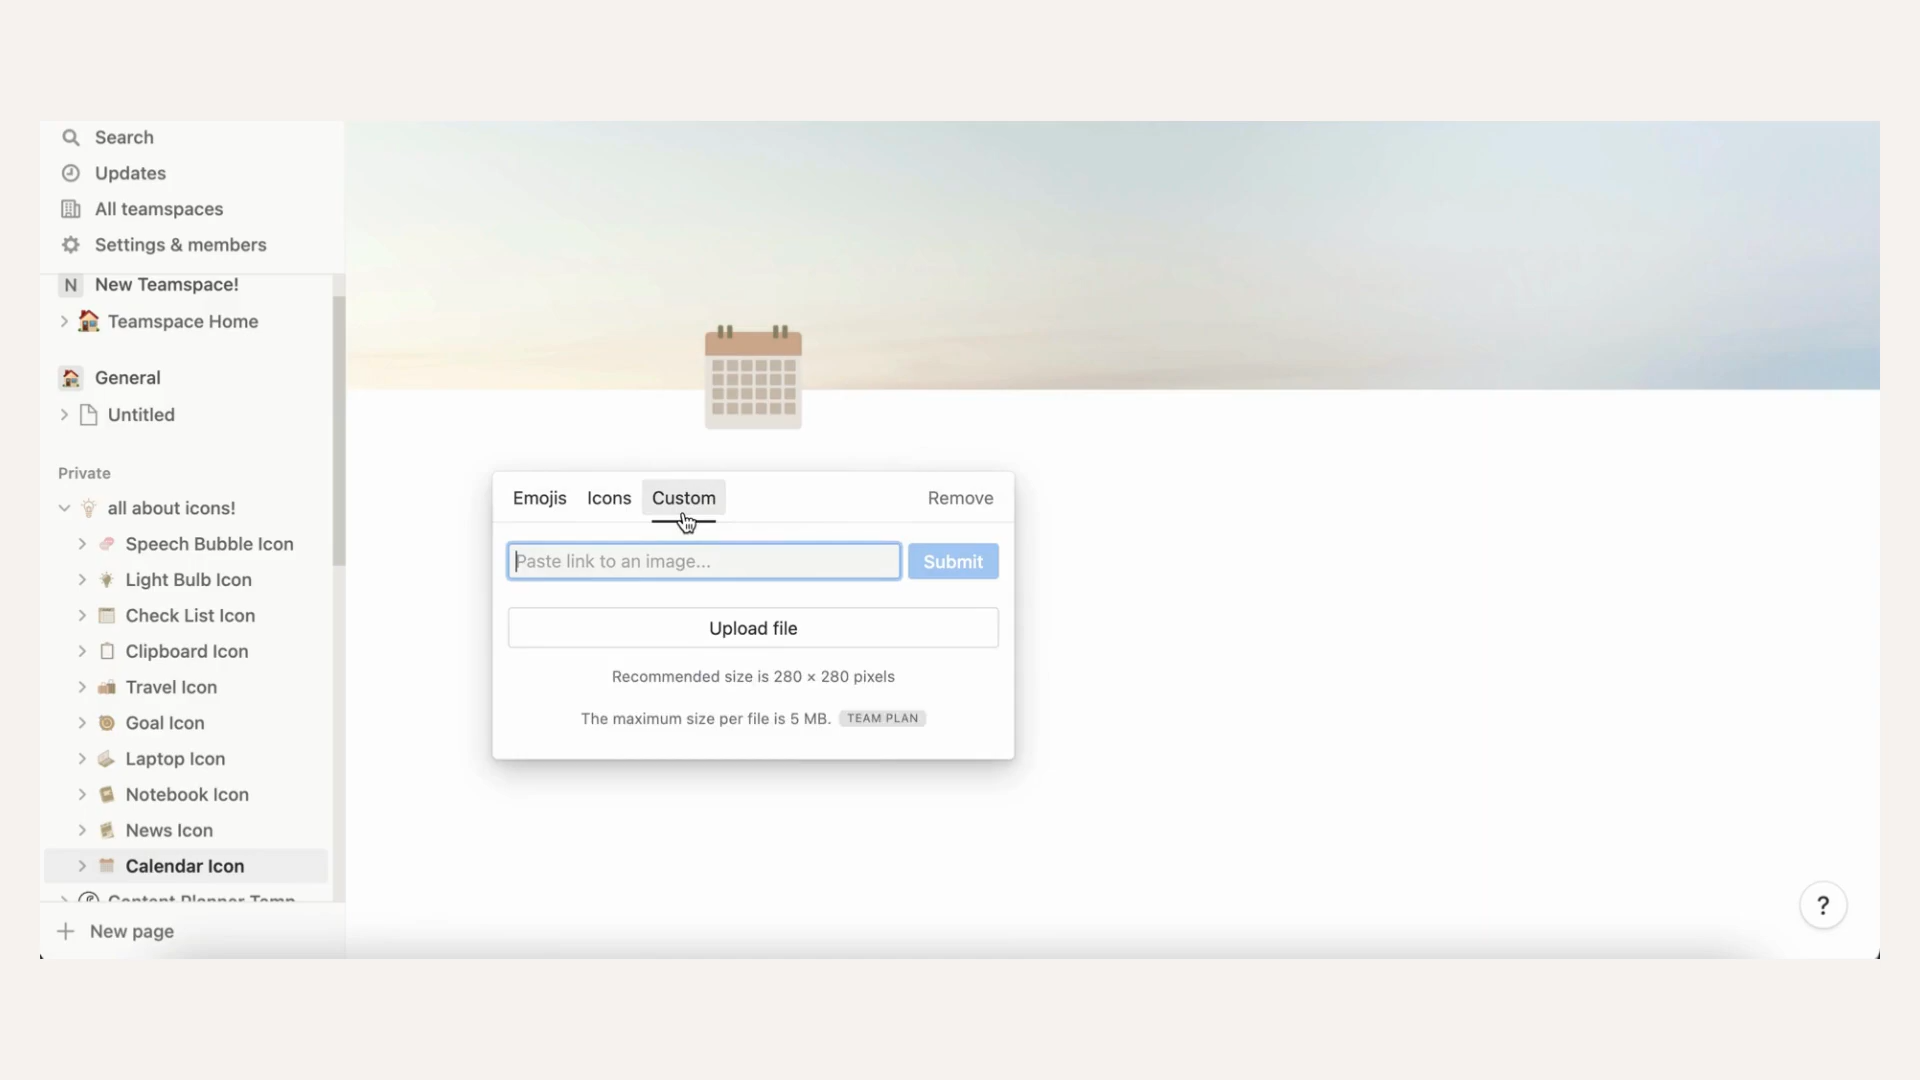 Search
Updates
All teamspaces
Settings & members
N New Teamspace!
Teamspace Home
General
Untitled
Private
all about icons!
Speech Bubble Icon
Light Bulb Icon
Check List Icon
Clipboard Icon
Travel Icon
Goal Icon
Laptop Icon
Notebook Icon
News Icon
Calendar Icon
Content Planner Temp
New page
Emojis Icons Custom Remove
Paste link to an image... Submit
Upload file
Recommended size is 280 × 280 pixels
The maximum size per file is 5 MB. TEAM PLAN
?